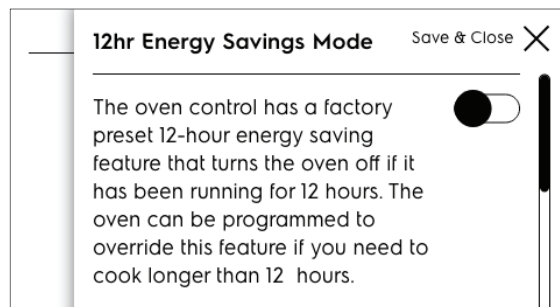 12hr Energy Savings Mode
Save & Close
The oven control has a factory
preset 12-hour energy saving
feature that turns the oven off if it
has been running for 12 hours. The
oven can be programmed to
override this feature if you need to
cook longer than 12  hours.